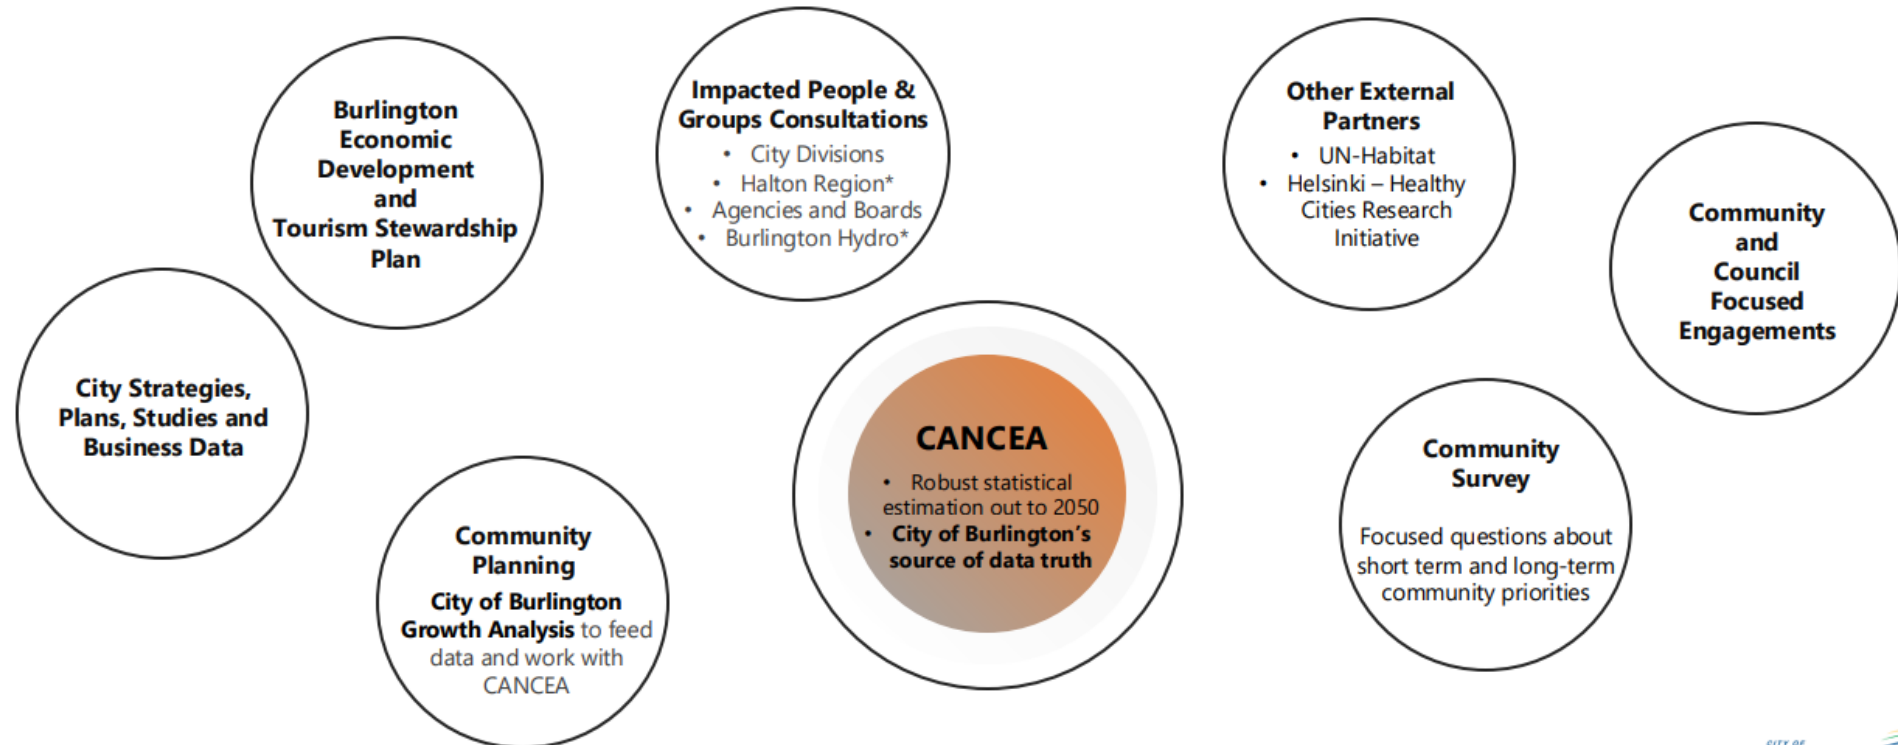 Burlington
Economic
Development
and
Tourism Stewardship
Plan
Impacted People &
Groups Consultations
• City Divisions
• Halton Region*
• Agencies and Boards
• Burlington Hydro*
Other External
Partners
• UN-Habitat
• Helsinki – Healthy
Cities Research
Initiative
Community
and
Council
Focused
Engagements
City Strategies,
Plans, Studies and
Business Data
Community
Planning
City of Burlington
Growth Analysis to feed
data and work with
CANCEA
CANCEA
• Robust statistical
estimation out to 2050
• City of Burlington's
source of data truth
Community
Survey
Focused questions about
short term and long-term
community priorities
CITY OF